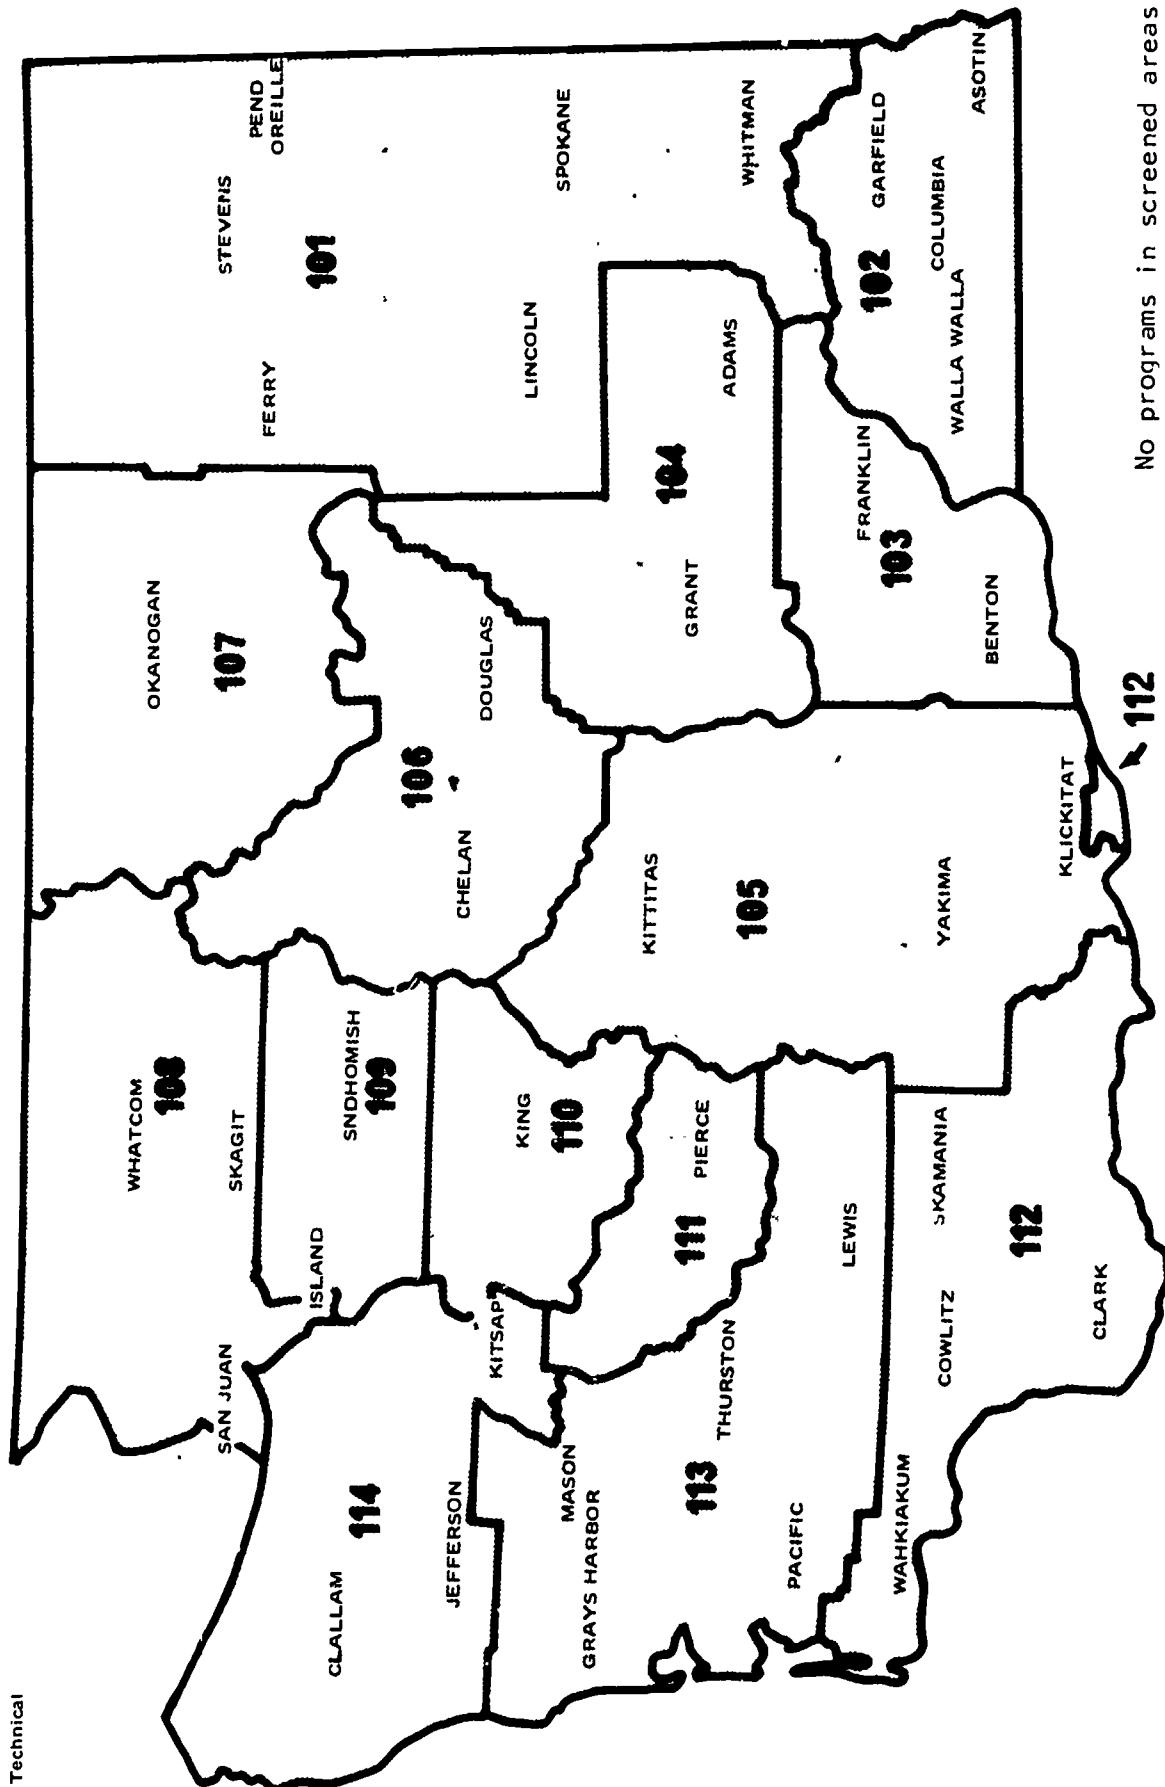 Technical
WHATCOM
108
SKAGIT
SAN JUAN
ISLAND
SNDHOMISH
109
CLALLAM
114
JEFFERSON
KITSAP
KING
110
MASON
GRAYS HARBOR
113
THURSTON
PACIFIC
LEWIS
111
PIERCE
WAHKIAKUM
COWLITZ
SKAMANIA
112
CLARK
OKANOGAN
107
CHELAN
106
DOUGLAS
KITTITAS
105
YAKIMA
KLICKITAT
112
FERRY
STEVENS
PEND
OREILLE
101
LINCOLN
SPOKANE
WHITMAN
GRANT
104
ADAMS
FRANKLIN
103
BENTON
102
GARFIELD
COLUMBIA
WALLA WALLA
ASOTIN
No programs in screened areas